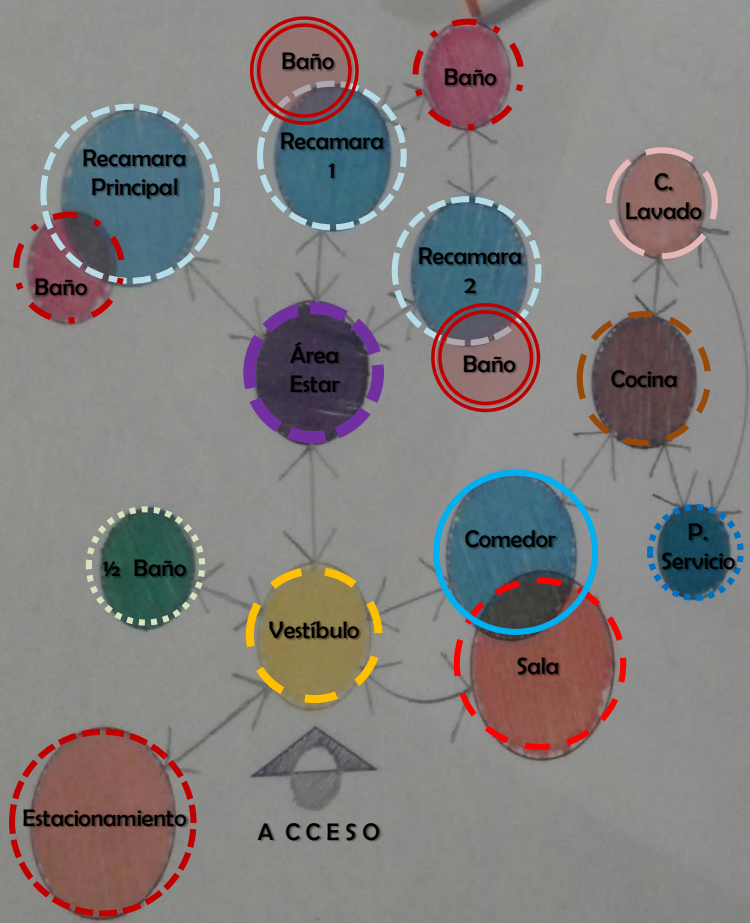 Baño
Baño
Recamara
1
Recamara
Principal
C.
Lavado
Recamara
2
Baño
Área
Estar
Baño
Cocina
Comedor
P.
Servicio
½ Baño
Vestíbulo
Sala
Estacionamiento
A C C E S O